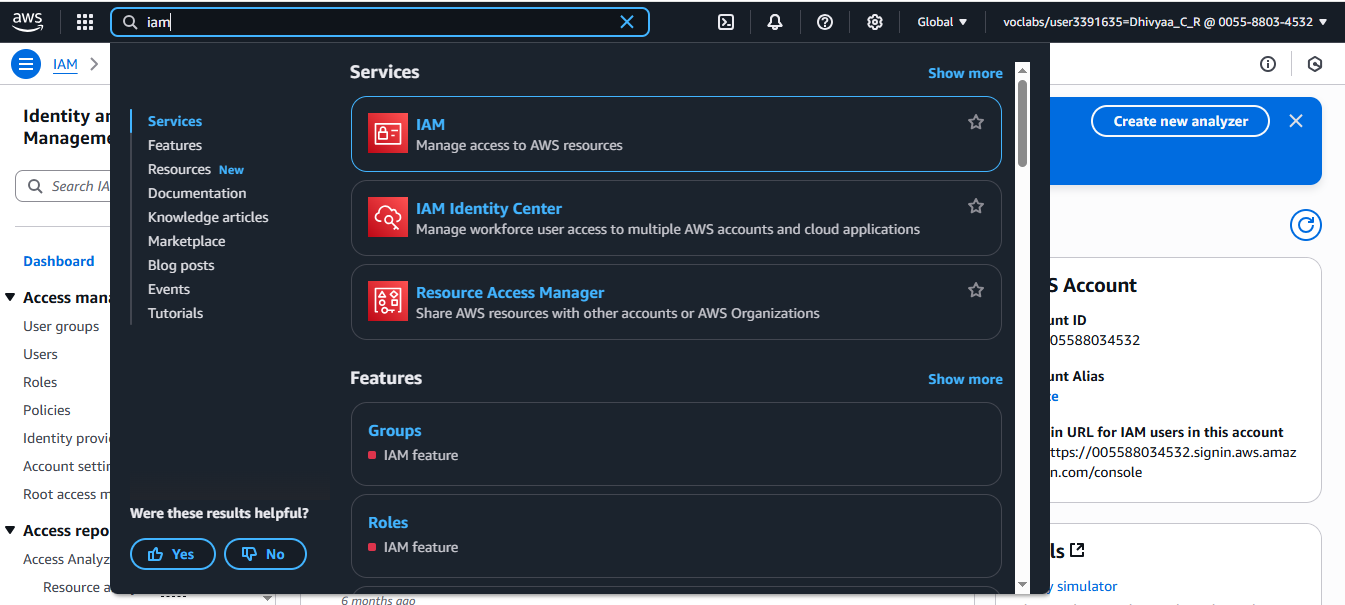 aws
iam
Global
voclabs/user3391635=Dhivyaa_C_R @ 0055-8803-4532
IAM
Identity an
Manageme
Search IA
Dashboard
Access mana
User groups
Users
Roles
Policies
Identity provi
Account settin
Root access m
Access repo
Access Analyz
Resource a
Services
Features
Resources New
Documentation
Knowledge articles
Marketplace
Blog posts
Events
Tutorials
Were these results helpful?
Yes
No
Services
Show more
IAM
Manage access to AWS resources
IAM Identity Center
Manage workforce user access to multiple AWS accounts and cloud applications
Resource Access Manager
Share AWS resources with other accounts or AWS Organizations
Features
Show more
Groups
IAM feature
Roles
IAM feature
6 months ago
Create new analyzer
S Account
unt ID
05588034532
unt Alias
te
in URL for IAM users in this account
ttps://005588034532.signin.aws.amaz
n.com/console
ls
y simulator